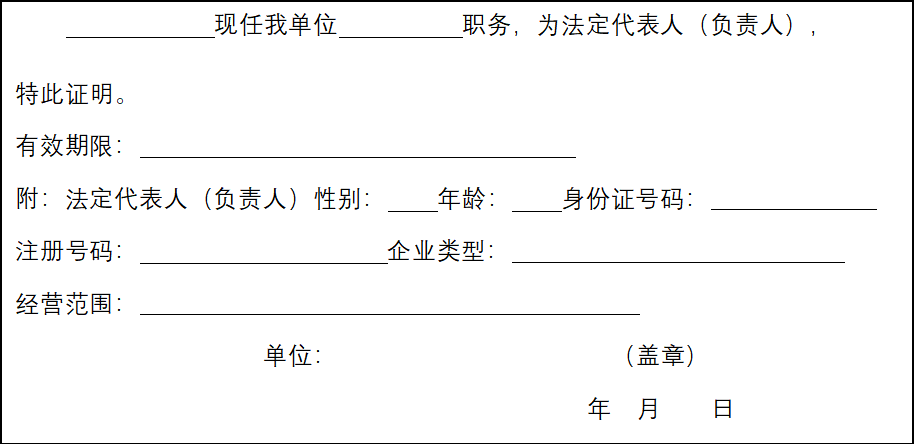 ____________现任我单位__________职务，为法定代表人（负责人），
特此证明。
有效期限：___________________________________
附：法定代表人（负责人）性别：____年龄：____身份证号码：_____________
注册号码：____________________企业类型：___________________________
经营范围：________________________________________
单位： （盖章）
年 月 日